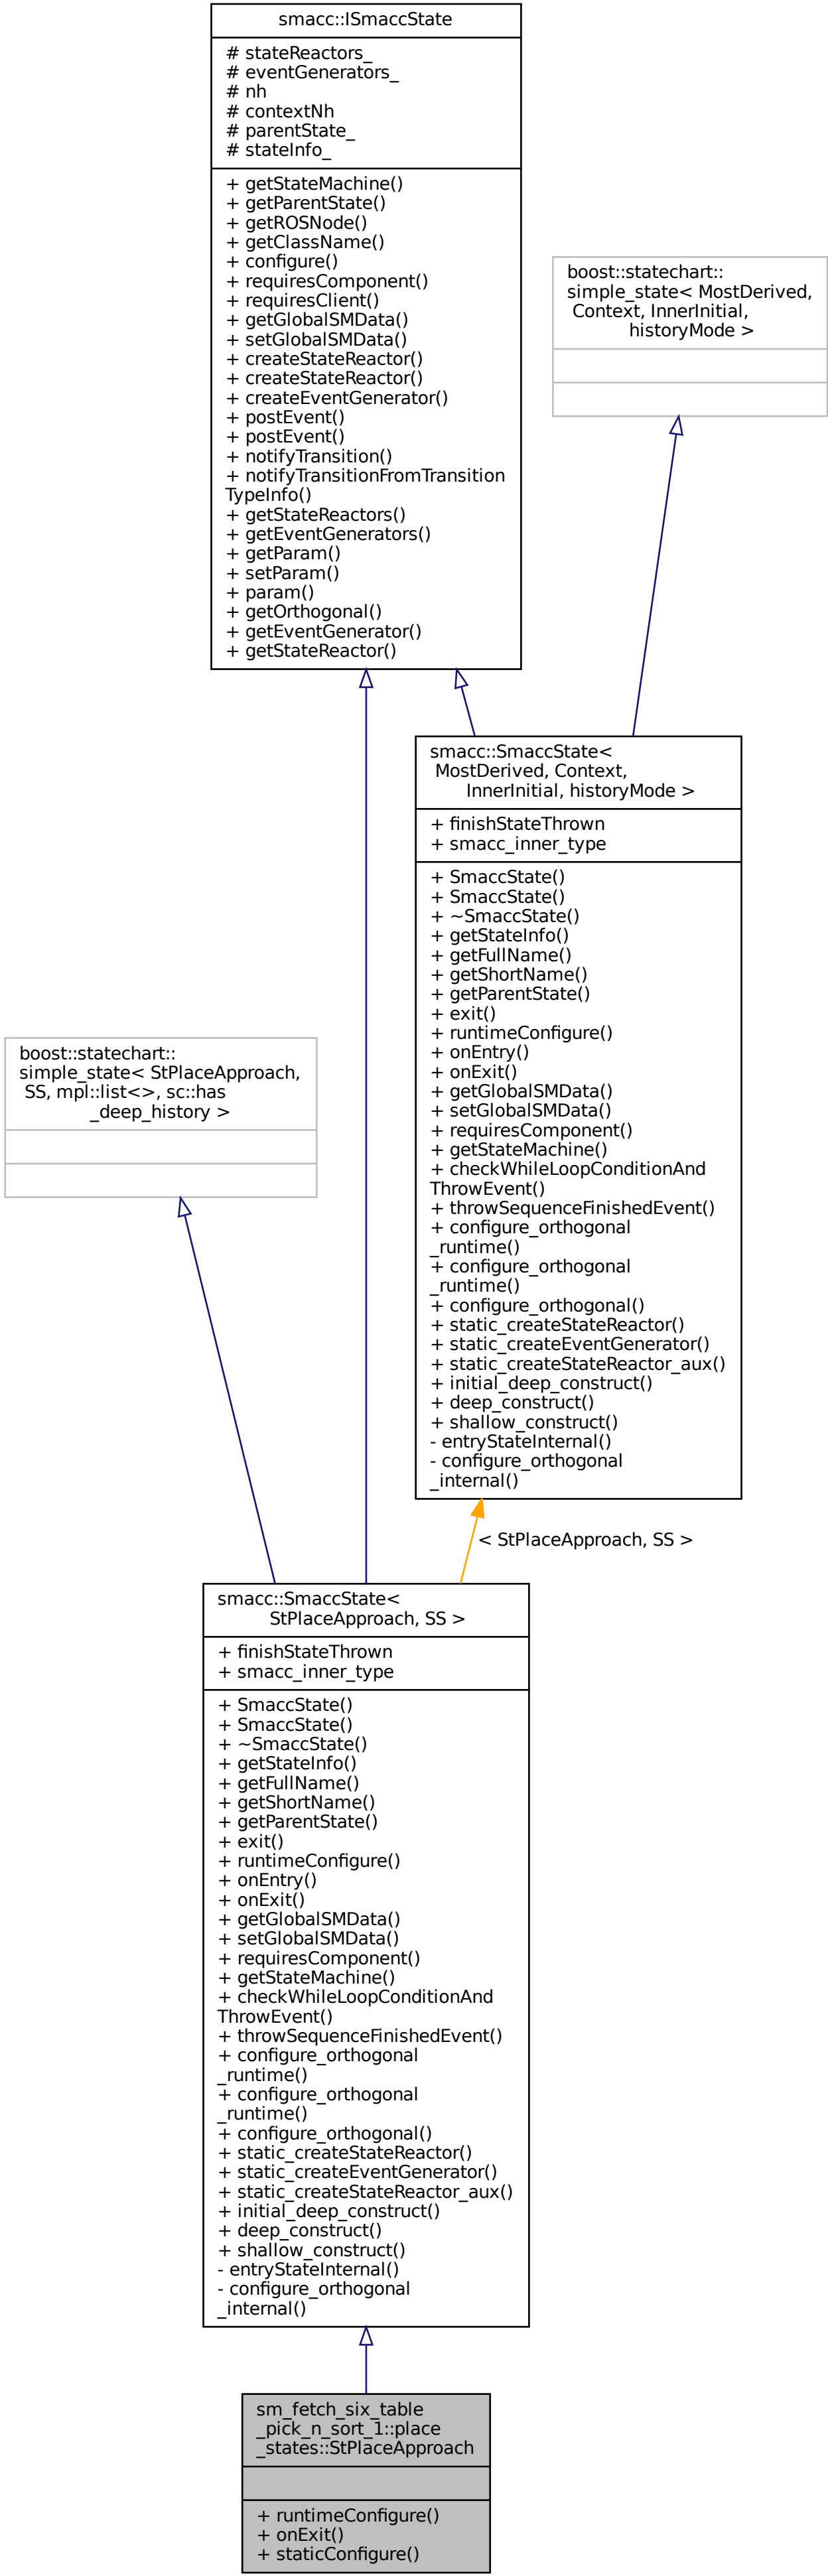 smacc::ISmaccState
# stateReactors_
# eventGenerators_
# nh
# contextNh
# parentState_
# stateInfo_
+ getStateMachine()
+ getParentState()
+ getROSNode()
+ getClassName()
+ configure()
+ requiresComponent()
+ requiresClient()
+ getGlobalSMData()
+ setGlobalSMData()
+ createStateReactor()
+ createStateReactor()
+ createEventGenerator()
+ postEvent()
+ postEvent()
+ notifyTransition()
+ notifyTransitionFromTransition
TypeInfo()
+ getStateReactors()
+ getEventGenerators()
+ getParam()
+ setParam()
+ param()
+ getOrthogonal()
+ getEventGenerator()
+ getStateReactor()
boost::statechart::
simple_state< MostDerived,
Context, InnerInitial,
historyMode >
smacc::SmaccState<
MostDerived, Context,
InnerInitial, historyMode >
+ finishStateThrown
+ smacc_inner_type
+ SmaccState()
+ SmaccState()
+ ~SmaccState()
+ getStateInfo()
+ getFullName()
+ getShortName()
+ getParentState()
+ exit()
+ runtimeConfigure()
+ onEntry()
+ onExit()
+ getGlobalSMData()
+ setGlobalSMData()
+ requiresComponent()
+ getStateMachine()
+ checkWhileLoopConditionAnd
ThrowEvent()
+ throwSequenceFinishedEvent()
+ configure_orthogonal
_runtime()
+ configure_orthogonal
_runtime()
+ configure_orthogonal()
+ static_createStateReactor()
+ static_createEventGenerator()
+ static_createStateReactor_aux()
+ initial_deep_construct()
+ deep_construct()
+ shallow_construct()
- entryStateInternal()
- configure_orthogonal
_internal()
boost::statechart::
simple_state< StPlaceApproach,
SS, mpl::list<>, sc::has
_deep_history >
< StPlaceApproach, SS >
smacc::SmaccState<
StPlaceApproach, SS >
+ finishStateThrown
+ smacc_inner_type
+ SmaccState()
+ SmaccState()
+ ~SmaccState()
+ getStateInfo()
+ getFullName()
+ getShortName()
+ getParentState()
+ exit()
+ runtimeConfigure()
+ onEntry()
+ onExit()
+ getGlobalSMData()
+ setGlobalSMData()
+ requiresComponent()
+ getStateMachine()
+ checkWhileLoopConditionAnd
ThrowEvent()
+ throwSequenceFinishedEvent()
+ configure_orthogonal
_runtime()
+ configure_orthogonal
_runtime()
+ configure_orthogonal()
+ static_createStateReactor()
+ static_createEventGenerator()
+ static_createStateReactor_aux()
+ initial_deep_construct()
+ deep_construct()
+ shallow_construct()
- entryStateInternal()
- configure_orthogonal
_internal()
sm_fetch_six_table
_pick_n_sort_1::place
_states::StPlaceApproach
+ runtimeConfigure()
+ onExit()
+ staticConfigure()